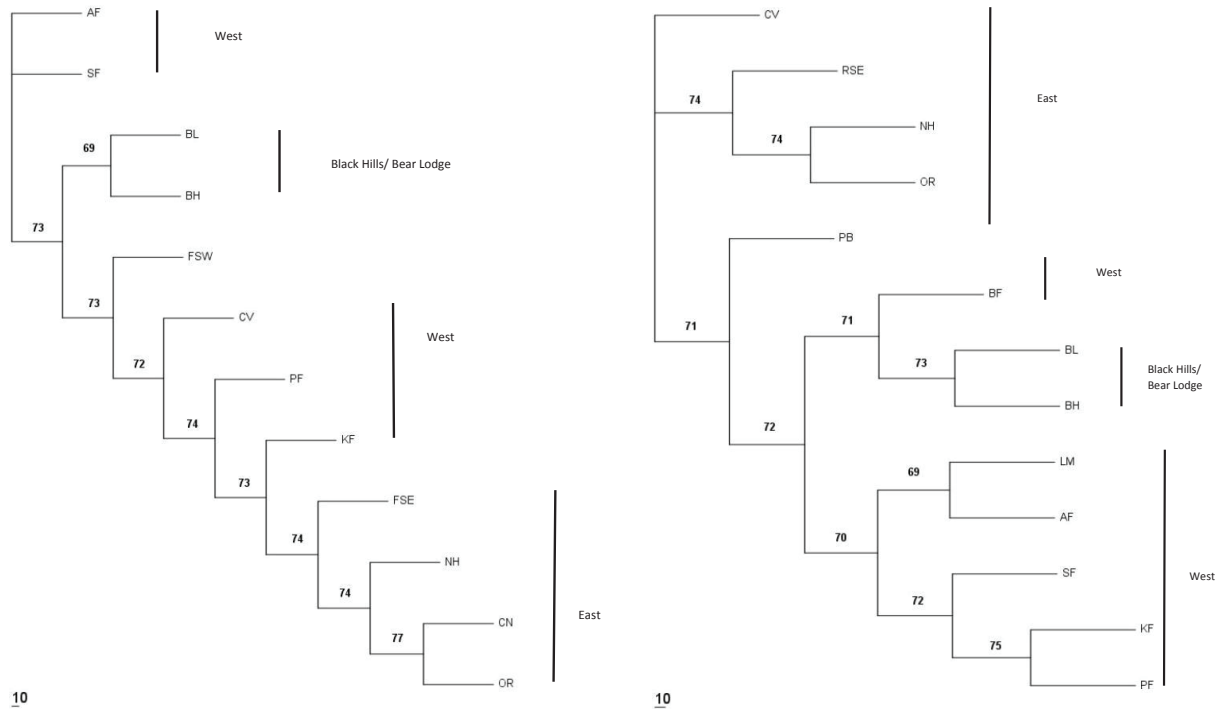 AF
West
SF
BL
69
Black Hills/ Bear Lodge
BH
73
FSW
73
CV
West
72
PF
74
KF
73
FSE
74
NH
74
East
CN
77
OR
10
CV
RSE
East
74
NH
74
OR
PB
West
BF
71
71
BL
73
Black Hills/
Bear Lodge
BH
72
LM
69
AF
70
SF
West
72
KF
75
PF
10